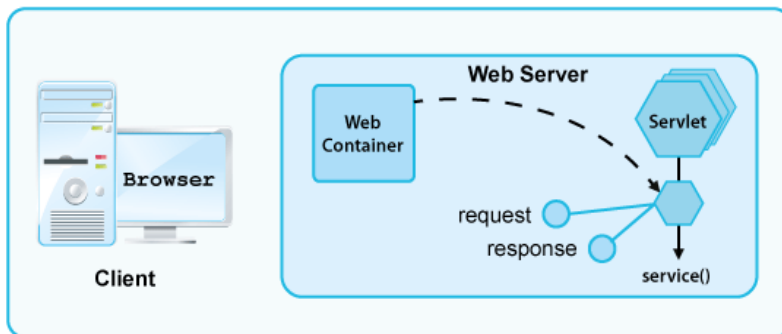 Web Server
Web
Container
Servlet
Browser
request
response
service()
Client